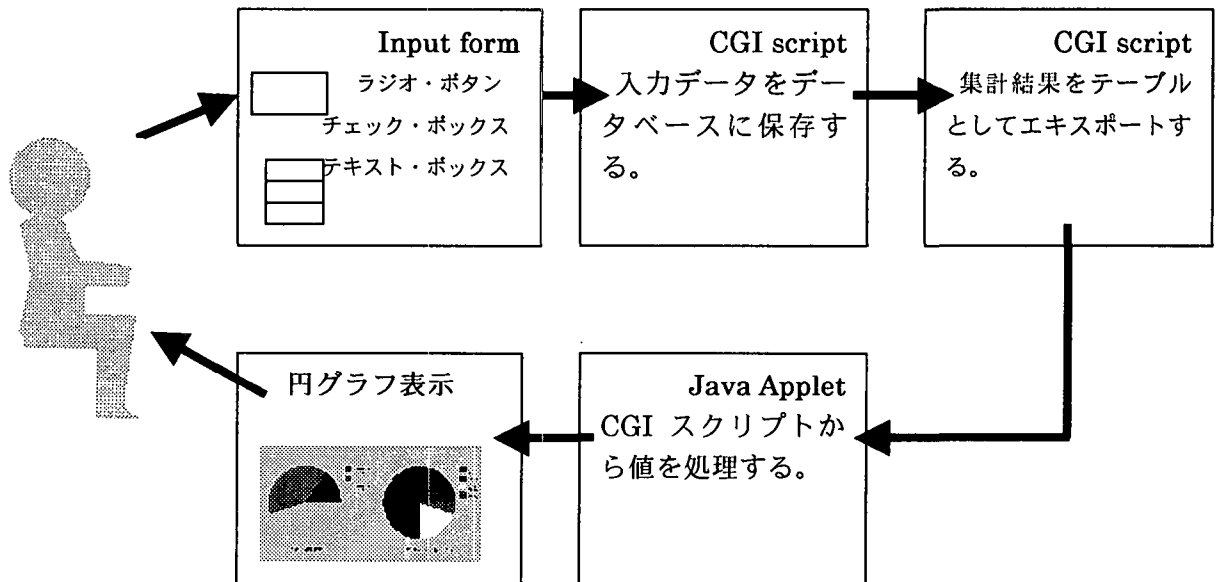 Input form
ラジオ・ボタン
チェック・ボックス
テキスト・ボックス
CGI script
入力データをデー
タベースに保存す
る。
CGI script
集計結果をテーブル
としてエキスポートす
る。
Java Applet
CGI スクリプトか
ら値を処理する。
円グラフ表示